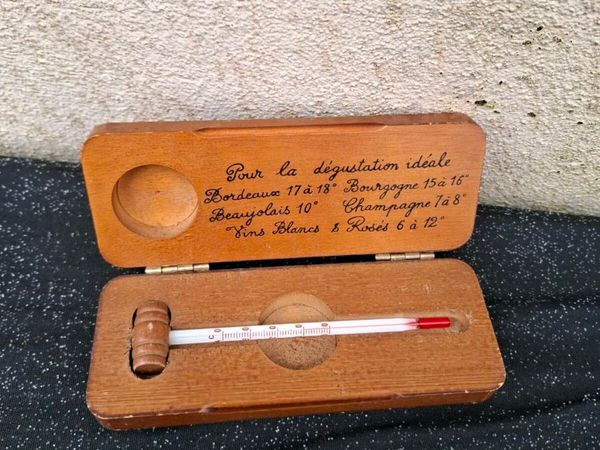 Pour la dégustation idéale
Bordeaux 17 à 18° Bourgogne 15 à 16°
Beaujolais 10° Champagne 7 à 8°
Vins Blancs & Rosés 6 à 12°